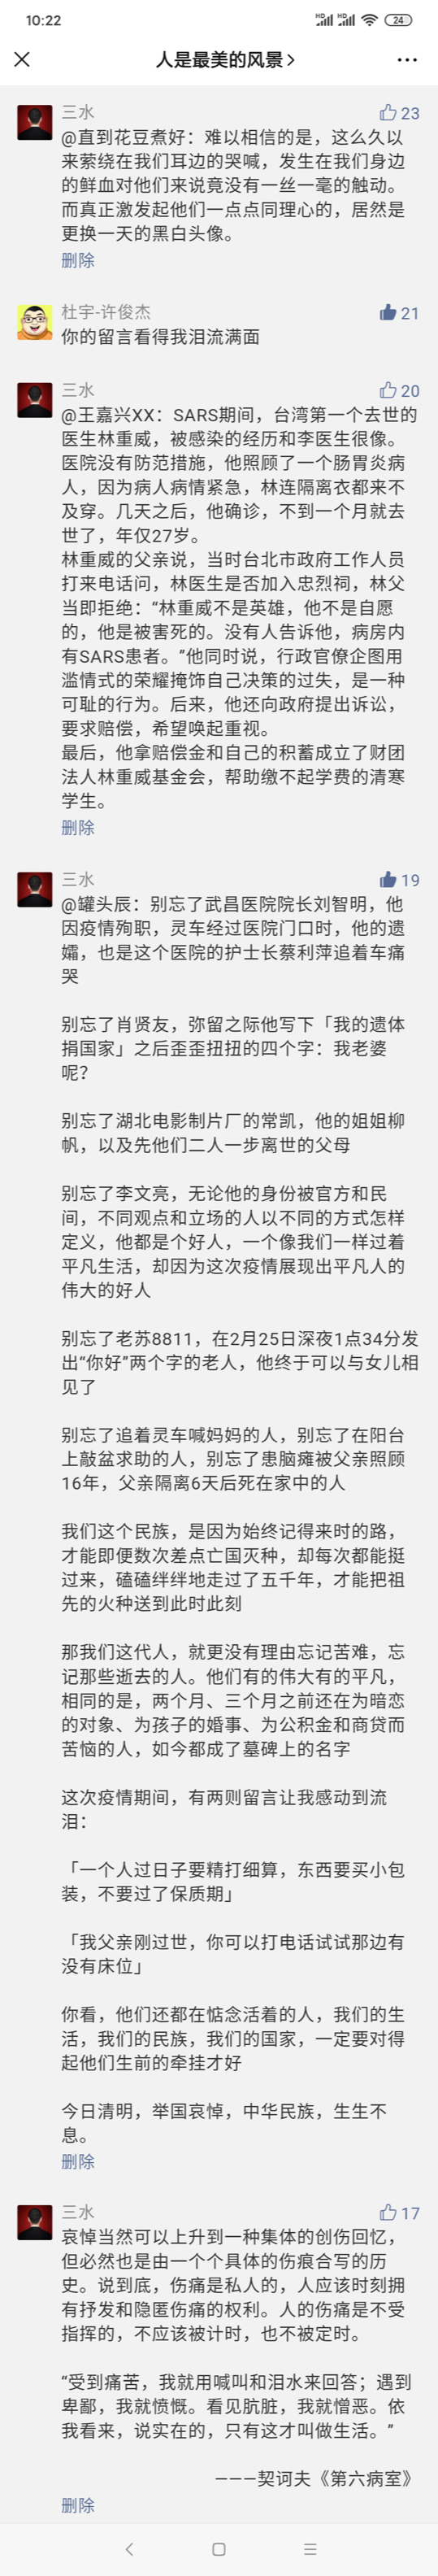 10:22
HD HD 24
人是最美的风景
三水 23
@直到花豆煮好：难以相信的是，这么久以
来萦绕在我们耳边的哭喊，发生在我们身边
的鲜血对他们来说竟没有一丝一毫的触动。
而真正激发起他们一点点同理心的，居然是
更换一天的黑白头像。
删除
杜宇-许俊杰 21
你的留言看得我泪流满面
三水 20
@王嘉兴XX：SARS期间，台湾第一个去世的
医生林重威，被感染的经历和李医生很像。
医院没有防范措施，他照顾了一个肠胃炎病
人，因为病人病情紧急，林连隔离衣都来不
及穿。几天之后，他确诊，不到一个月就去
世了，年仅27岁。
林重威的父亲说，当时台北市政府工作人员
打来电话问，林医生是否加入忠烈祠，林父
当即拒绝：“林重威不是英雄，他不是自愿
的，他是被害死的。没有人告诉他，病房内
有SARS患者。”他同时说，行政官僚企图用
滥情式的荣耀掩饰自己决策的过失，是一种
可耻的行为。后来，他还向政府提出诉讼，
要求赔偿，希望唤起重视。
最后，他拿赔偿金和自己的积蓄成立了财团
法人林重威基金会，帮助缴不起学费的清寒
学生。
删除
三水 19
@罐头辰：别忘了武昌医院院长刘智明，他
因疫情殉职，灵车经过医院门口时，他的遗
孀，也是这个医院的护士长蔡利萍追着车痛
哭
别忘了肖贤友，弥留之际他写下「我的遗体
捐国家」之后歪歪扭扭的四个字：我老婆
呢？
别忘了湖北电影制片厂的常凯，他的姐姐柳
帆，以及先他们二人一步离世的父母
别忘了李文亮，无论他的身份被官方和民
间，不同观点和立场的人以不同的方式怎样
定义，他都是个好人，一个像我们一样过着
平凡生活，却因为这次疫情展现出平凡人的
伟大的好人
别忘了老苏8811，在2月25日深夜1点34分发
出“你好”两个字的老人，他终于可以与女儿相
见了
别忘了追着灵车喊妈妈的人，别忘了在阳台
上敲盆求助的人，别忘了患脑瘫被父亲照顾
16年，父亲隔离6天后死在家中的人
我们这个民族，是因为始终记得来时的路，
才能即便数次差点亡国灭种，却每次都能挺
过来，磕磕绊绊地走过了五千年，才能把祖
先的火种送到此时此刻
那我们这代人，就更没有理由忘记苦难，忘
记那些逝去的人。他们有的伟大有的平凡，
相同的是，两个月、三个月之前还在为暗恋
的对象、为孩子的婚事、为公积金和商贷而
苦恼的人，如今都成了墓碑上的名字
这次疫情期间，有两则留言让我感动到流
泪：
「一个人过日子要精打细算，东西要买小包
装，不要过了保质期」
「我父亲刚过世，你可以打电话试试那边有
没有床位」
你看，他们还都在惦念活着的人，我们的生
活，我们的民族，我们的国家，一定要对得
起他们生前的牵挂才好
今日清明，举国哀悼，中华民族，生生不
息。
删除
三水 17
哀悼当然可以上升到一种集体的创伤回忆，
但必然也是由一个个具体的伤痕合写的历
史。说到底，伤痛是私人的，人应该时刻拥
有抒发和隐匿伤痛的权利。人的伤痛是不受
指挥的，不应该被计时，也不被定时。
“受到痛苦，我就用喊叫和泪水来回答；遇到
卑鄙，我就愤慨。看见肮脏，我就憎恶。依
我看来，说实在的，只有这才叫做生活。”
———契诃夫《第六病室》
删除